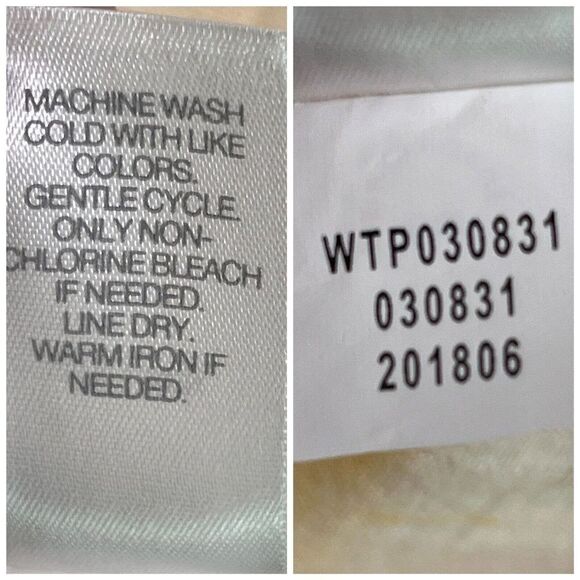 MACHINE WASH
COLD WITH LIKE
COLORS.
GENTLE CYCLE.
ONLY NON-
CHLORINE BLEACH
IF NEEDED.
LINE DRY.
WARM IRON IF
NEEDED.
WTP030831
030831
201806